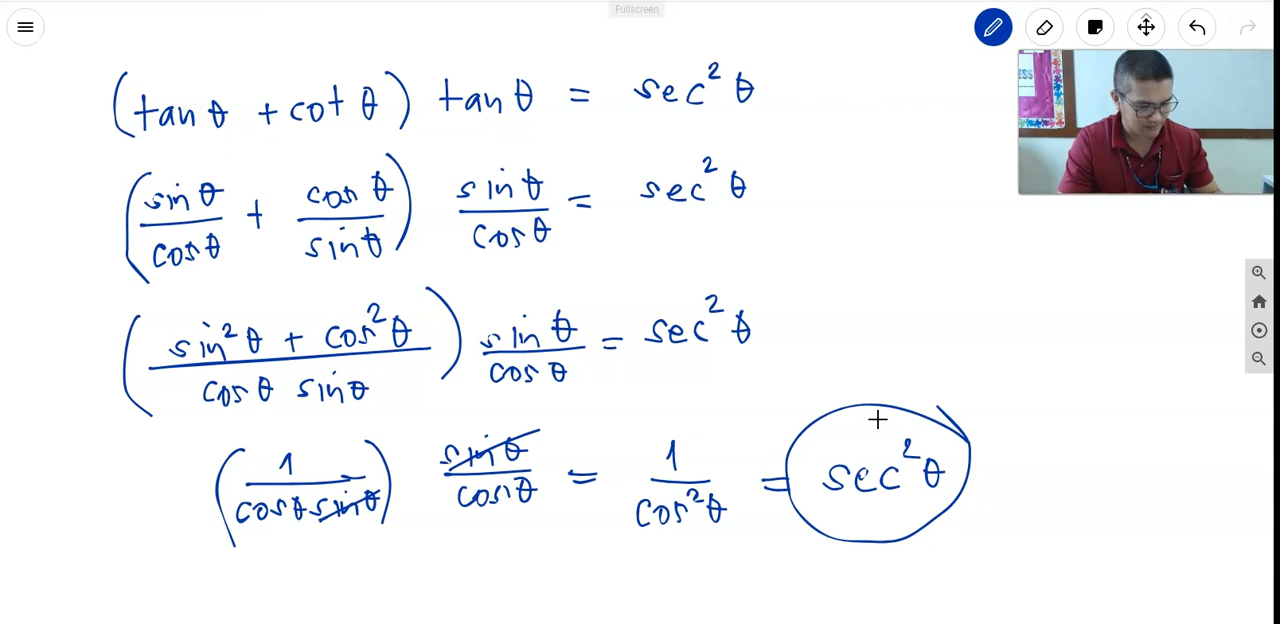 Fullscreen
(tan θ + cot θ) tan θ = sec² θ
ESS
(sin θ / cos θ + cos θ / sin θ) sin θ / cos θ = sec² θ
(sin² θ + cos² θ / cos θ sin θ) sin θ / cos θ = sec² θ
(1 / cos θ sin θ) sin θ / cos θ = 1 / cos² θ = sec² θ